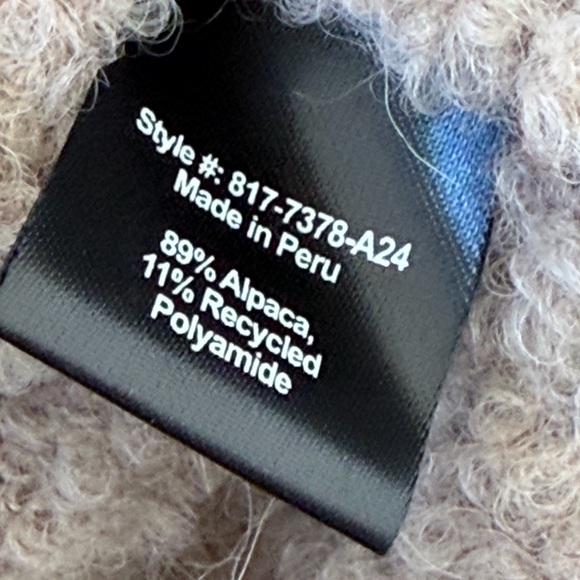 Style #: 817-7378-A24
Made in Peru
89% Alpaca,
11% Recycled
Polyamide